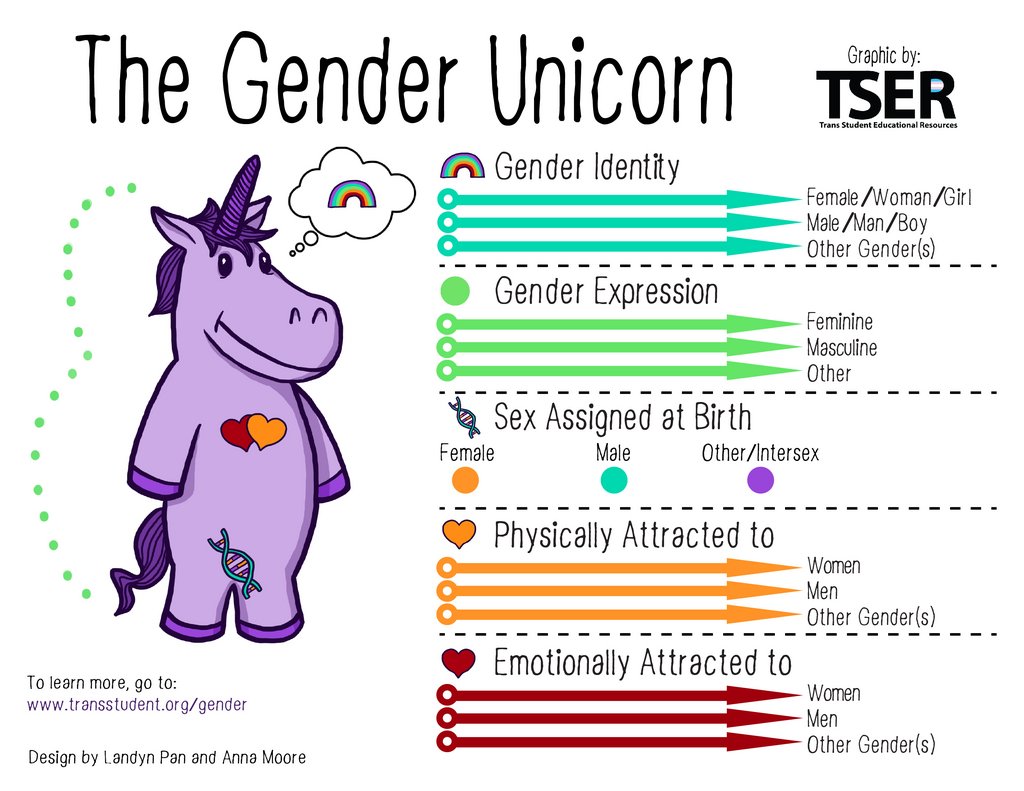 The Gender Unicorn
Graphic by:
TSER
Trans Student Educational Resources
Gender Identity
Female/Woman/Girl
Male/Man/Boy
Other Gender(s)
Gender Expression
Feminine
Masculine
Other
Sex Assigned at Birth
Female Male Other/Intersex
Physically Attracted to
Women
Men
Other Gender(s)
Emotionally Attracted to
Women
Men
Other Gender(s)
To learn more, go to:
www.transstudent.org/gender
Design by Landyn Pan and Anna Moore